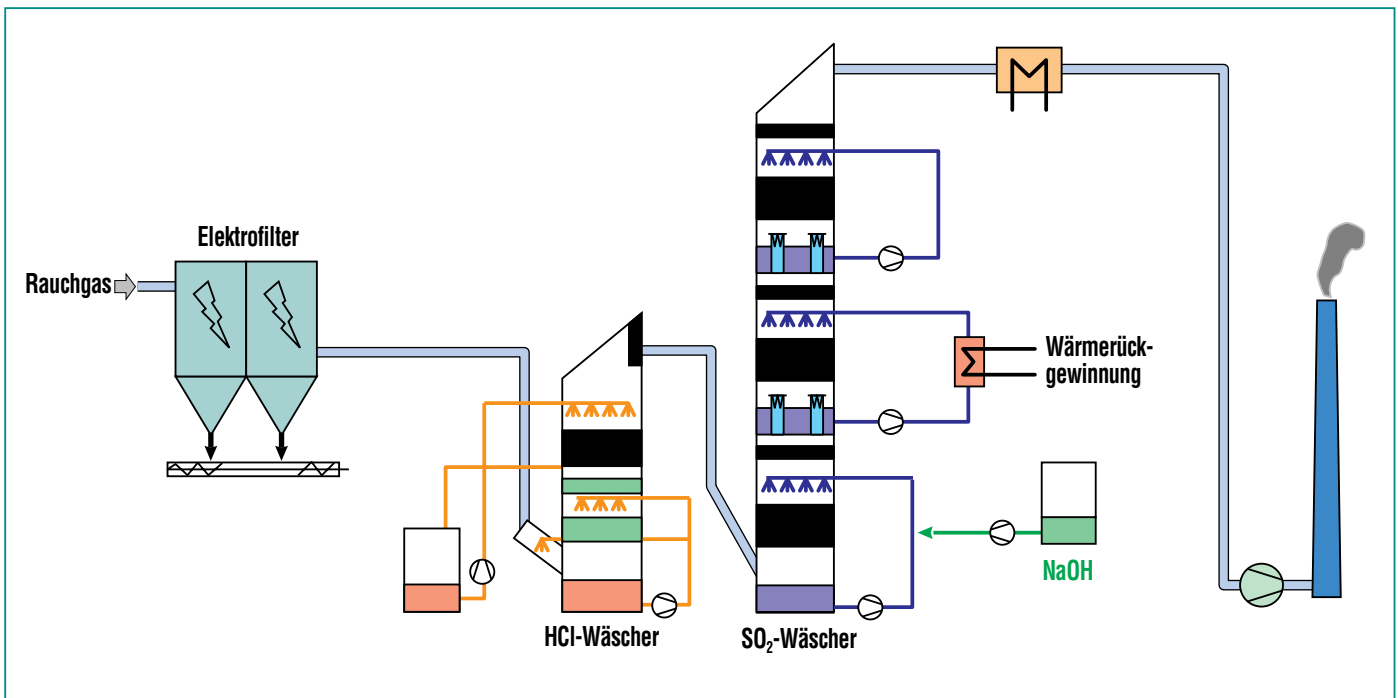 Elektrofilter
Rauchgas
Wärmerück-
gewinnung
NaOH
HCl-Wäscher
SO₂-Wäscher